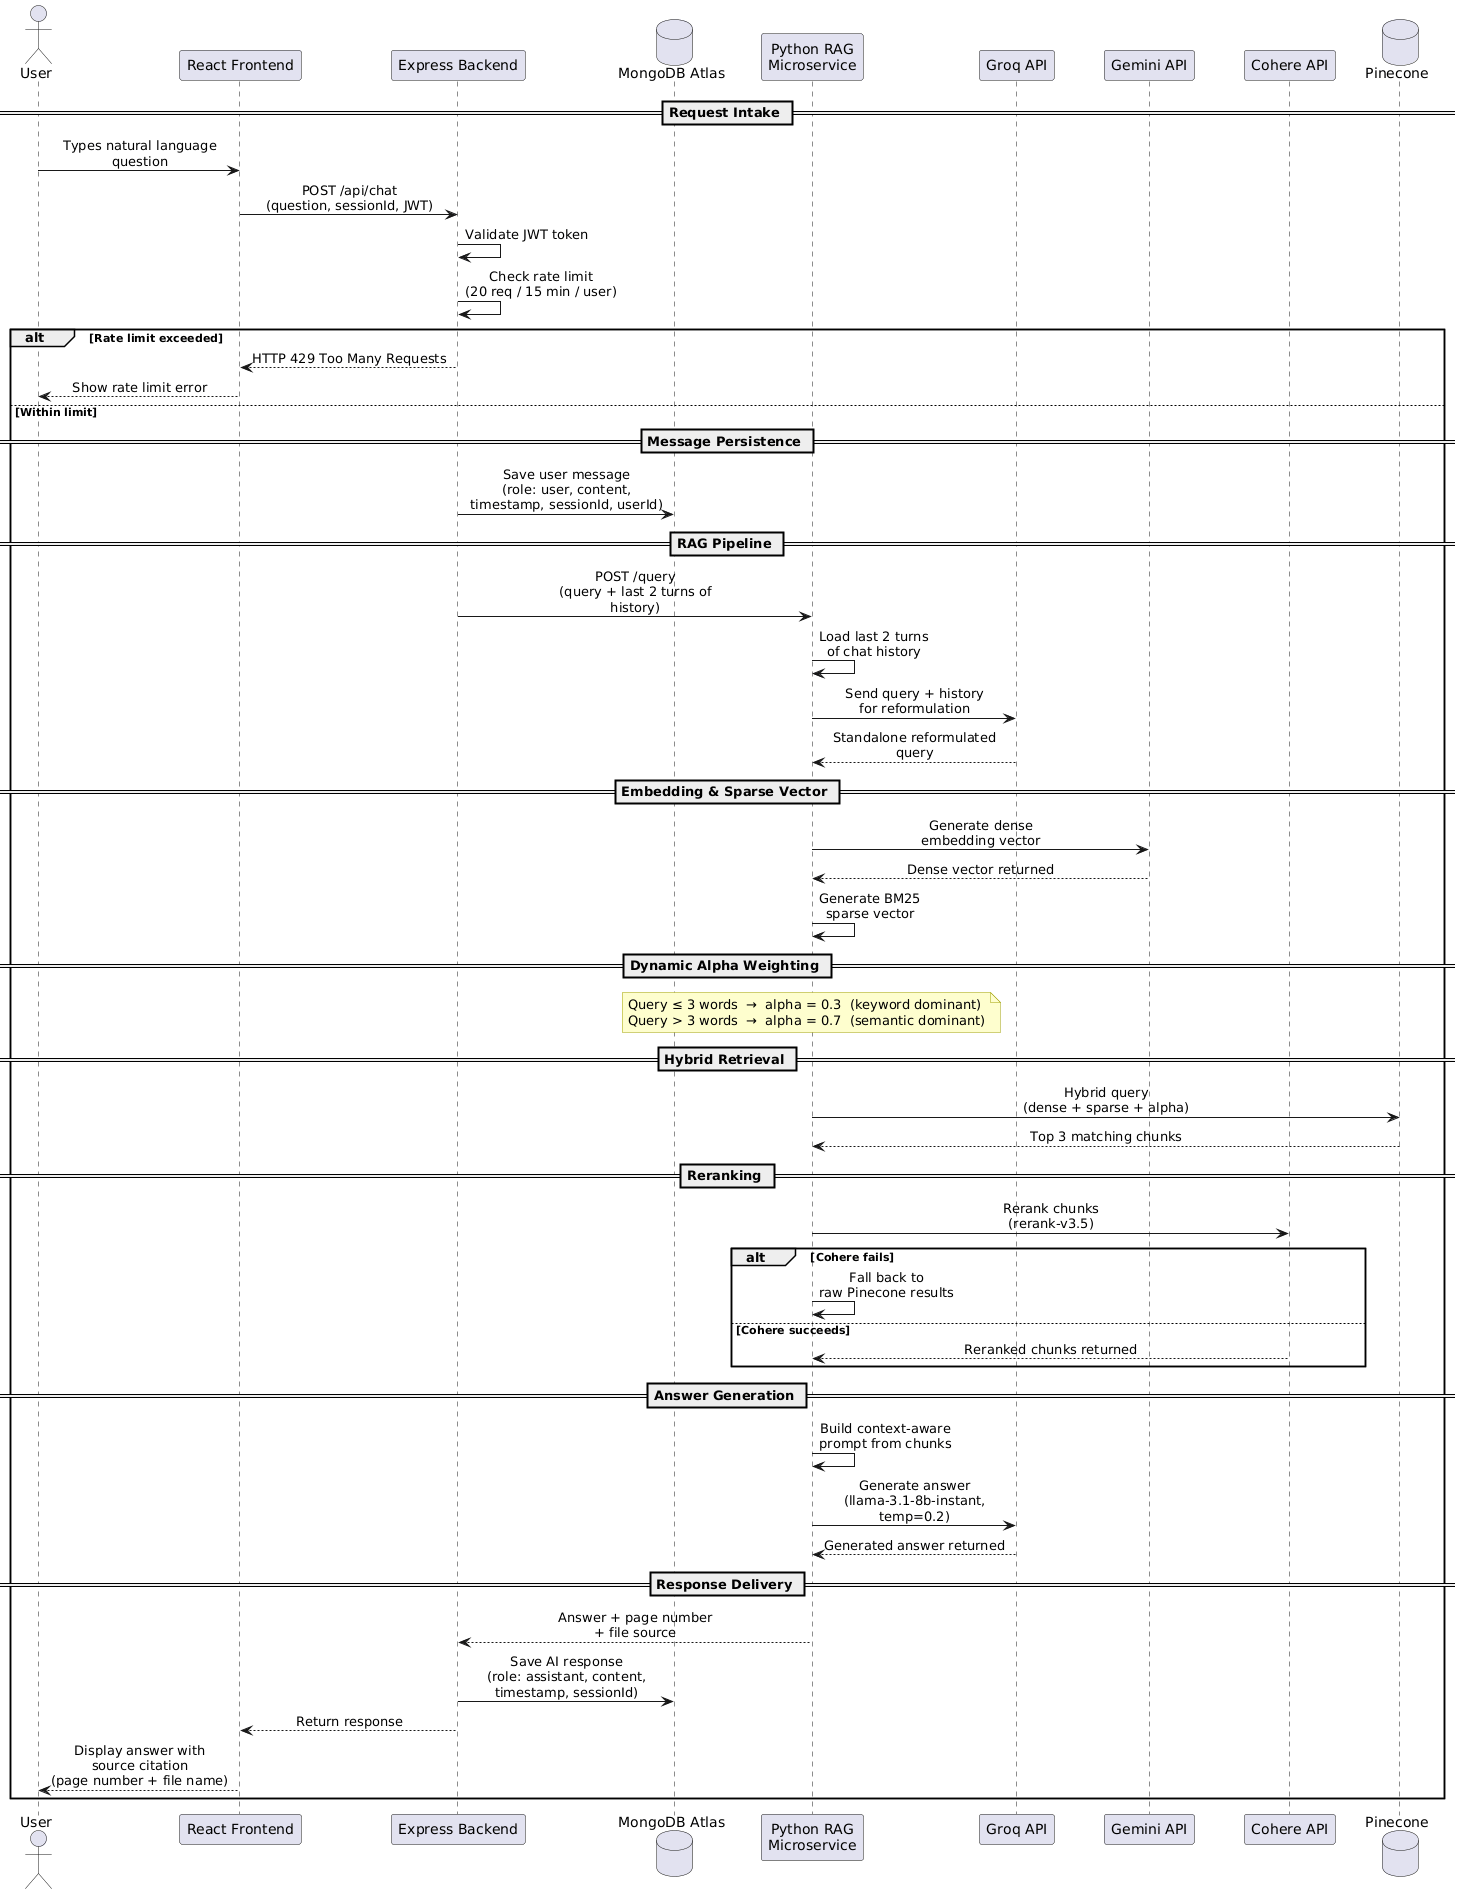 User
React Frontend
Express Backend
MongoDB Atlas
Python RAG
Microservice
Groq API
Gemini API
Cohere API
Pinecone
Request Intake
Types natural language
question
POST /api/chat
(question, sessionId, JWT)
Validate JWT token
Check rate limit
(20 req / 15 min / user)
alt
[Rate limit exceeded]
HTTP 429 Too Many Requests
Show rate limit error
[Within limit]
Message Persistence
Save user message
(role: user, content,
timestamp, sessionId, userId)
RAG Pipeline
POST /query
(query + last 2 turns of
history)
Load last 2 turns
of chat history
Send query + history
for reformulation
Standalone reformulated
query
Embedding & Sparse Vector
Generate dense
embedding vector
Dense vector returned
Generate BM25
sparse vector
Dynamic Alpha Weighting
Query ≤ 3 words → alpha = 0.3 (keyword dominant)
Query > 3 words → alpha = 0.7 (semantic dominant)
Hybrid Retrieval
Hybrid query
(dense + sparse + alpha)
Top 3 matching chunks
Reranking
Rerank chunks
(rerank-v3.5)
alt
[Cohere fails]
Fall back to
raw Pinecone results
[Cohere succeeds]
Reranked chunks returned
Answer Generation
Build context-aware
prompt from chunks
Generate answer
(llama-3.1-8b-instant,
temp=0.2)
Generated answer returned
Response Delivery
Answer + page number
+ file source
Save AI response
(role: assistant, content,
timestamp, sessionId)
Return response
Display answer with
source citation
(page number + file name)
User
React Frontend
Express Backend
MongoDB Atlas
Python RAG
Microservice
Groq API
Gemini API
Cohere API
Pinecone